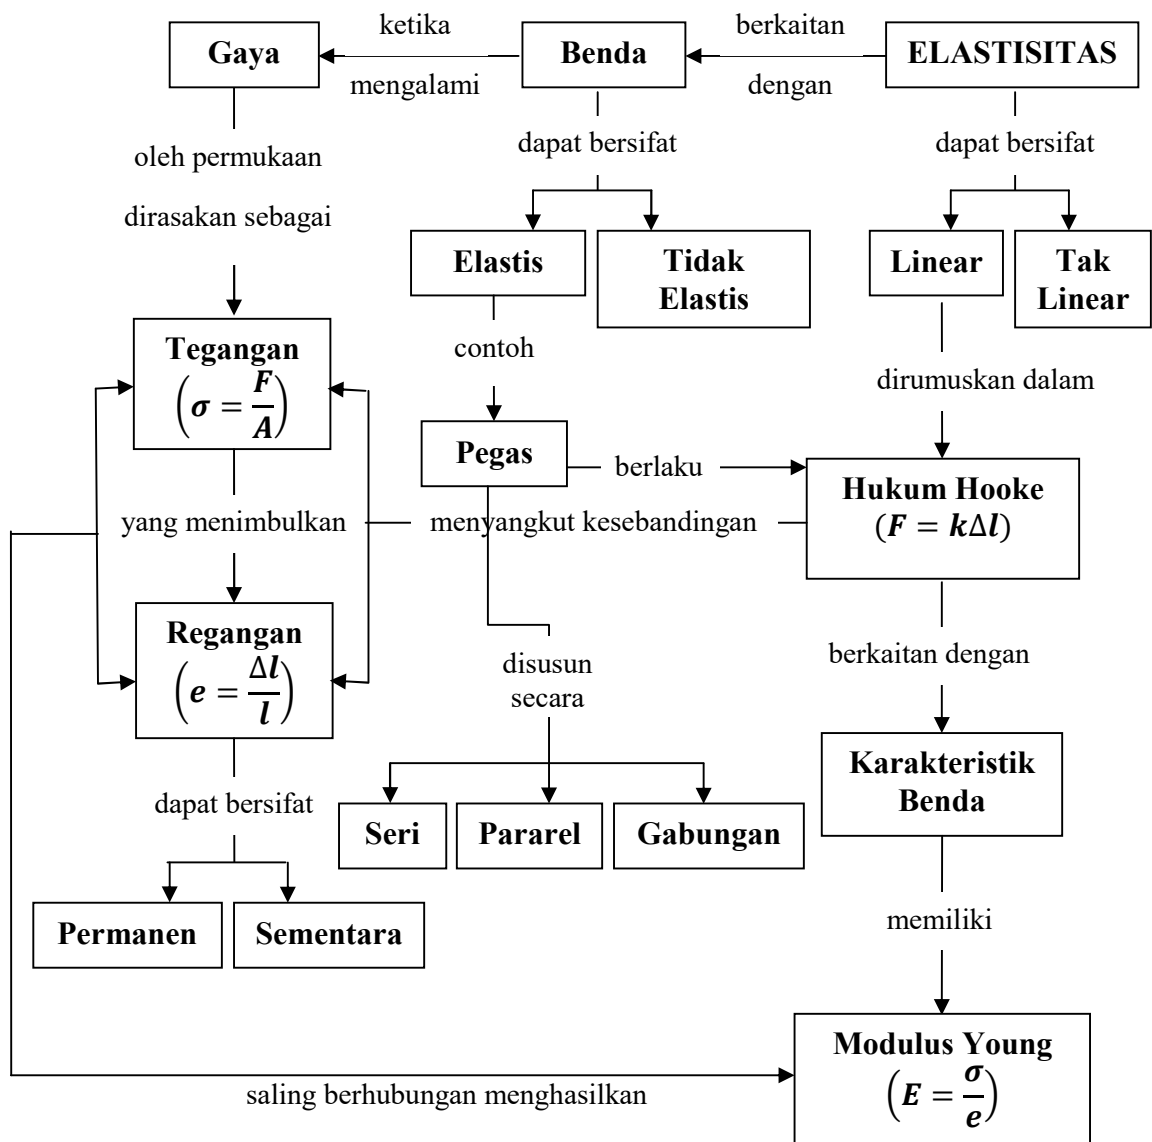 ketika
berkaitan
Gaya
Benda
ELASTISITAS
mengalami
dengan
dapat bersifat
dapat bersifat
oleh permukaan
dirasakan sebagai
Elastis
Tidak
Elastis
Linear
Tak
Linear
Tegangan
(σ = F/A)
contoh
dirumuskan dalam
Pegas
berlaku
Hukum Hooke
(F = kΔl)
yang menimbulkan
menyangkut kesebandingan
Regangan
(e = Δl/l)
disusun
secara
berkaitan dengan
Karakteristik
Benda
dapat bersifat
Seri
Pararel
Gabungan
Permanen
Sementara
memiliki
Modulus Young
(E = σ/e)
saling berhubungan menghasilkan